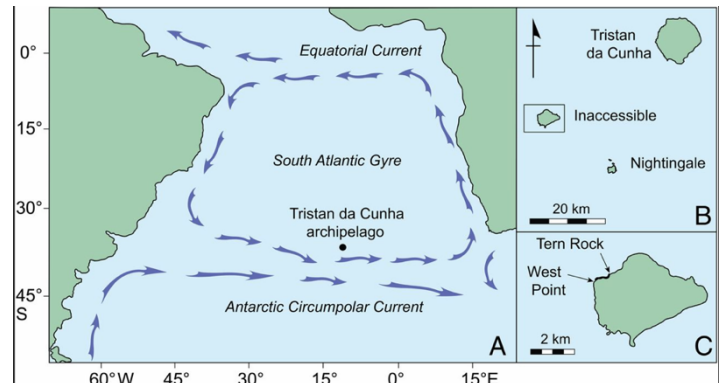 0°
15°
30°
45°
S
60°W
45°
30°
15°
0°
15°E
Equatorial Current
South Atlantic Gyre
Tristan da Cunha
archipelago
Antarctic Circumpolar Current
A
Tristan
da Cunha
Inaccessible
Nightingale
20 km
B
Tern Rock
West
Point
2 km
C